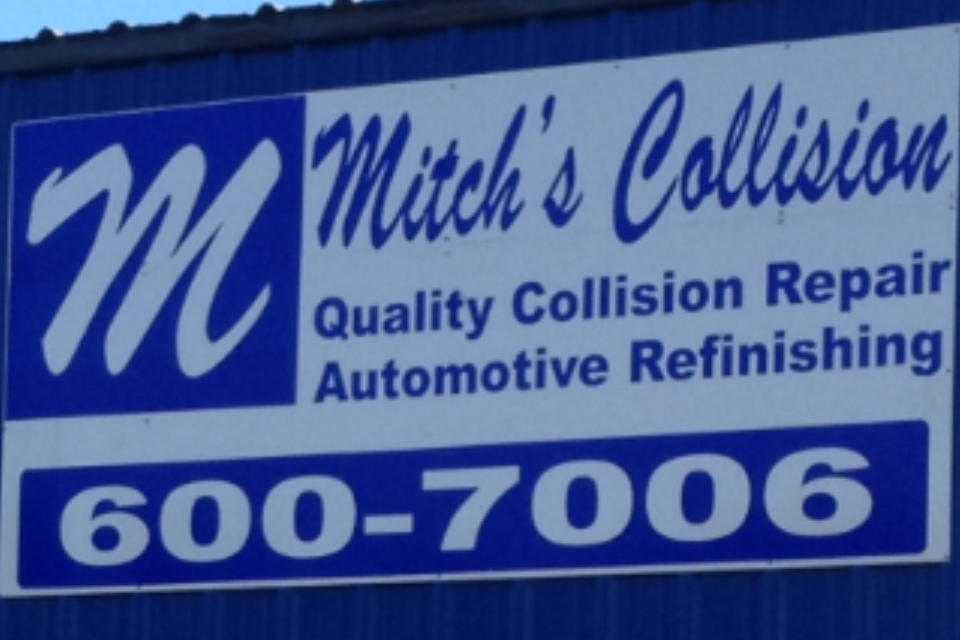 M
Mitch's Collision
Quality Collision Repair
Automotive Refinishing
600-7006